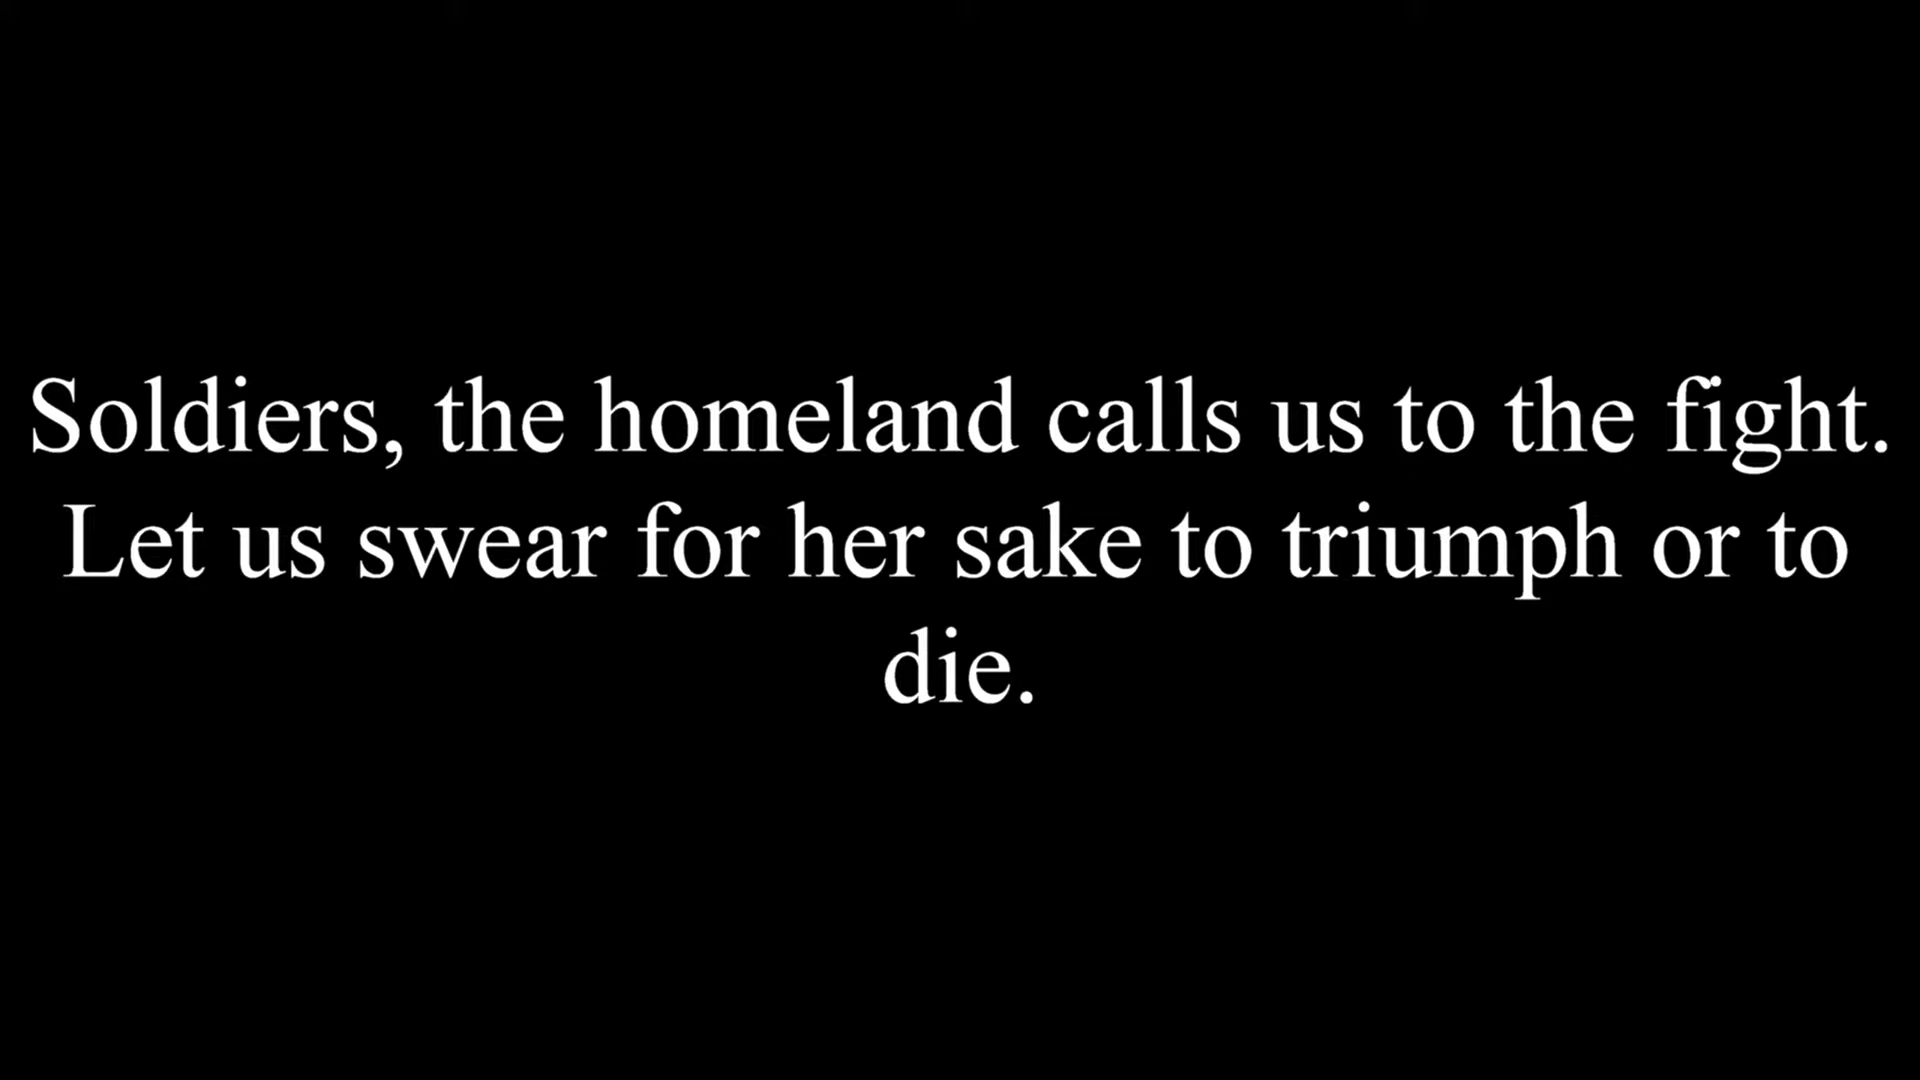 Soldiers, the homeland calls us to the fight.
Let us swear for her sake to triumph or to
die.